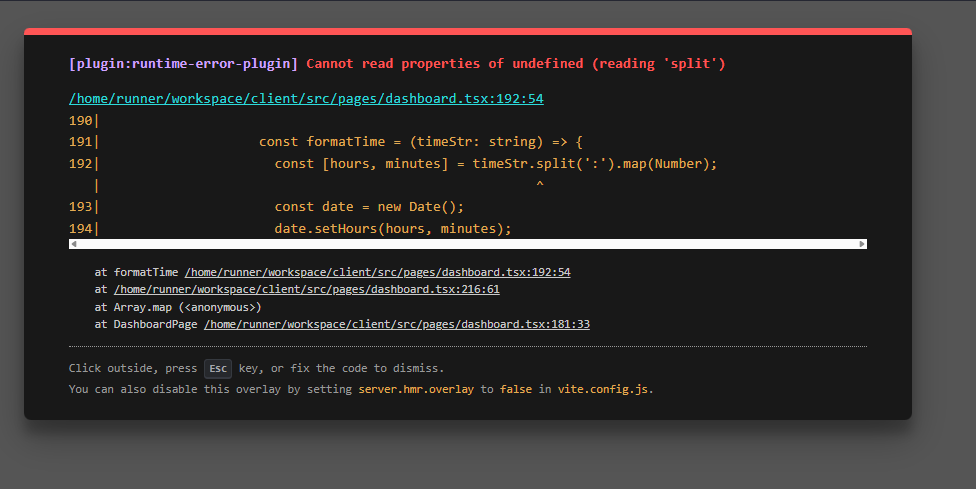 [plugin:runtime-error-plugin] Cannot read properties of undefined (reading 'split')
/home/runner/workspace/client/src/pages/dashboard.tsx:192:54
190|
191|                    const formatTime = (timeStr: string) => {
192|                      const [hours, minutes] = timeStr.split(':').map(Number);
   |                                                       ^
193|                      const date = new Date();
194|                      date.setHours(hours, minutes);
at formatTime /home/runner/workspace/client/src/pages/dashboard.tsx:192:54
at /home/runner/workspace/client/src/pages/dashboard.tsx:216:61
at Array.map (<anonymous>)
at DashboardPage /home/runner/workspace/client/src/pages/dashboard.tsx:181:33
Click outside, press Esc key, or fix the code to dismiss.
You can also disable this overlay by setting server.hmr.overlay to false in vite.config.js.